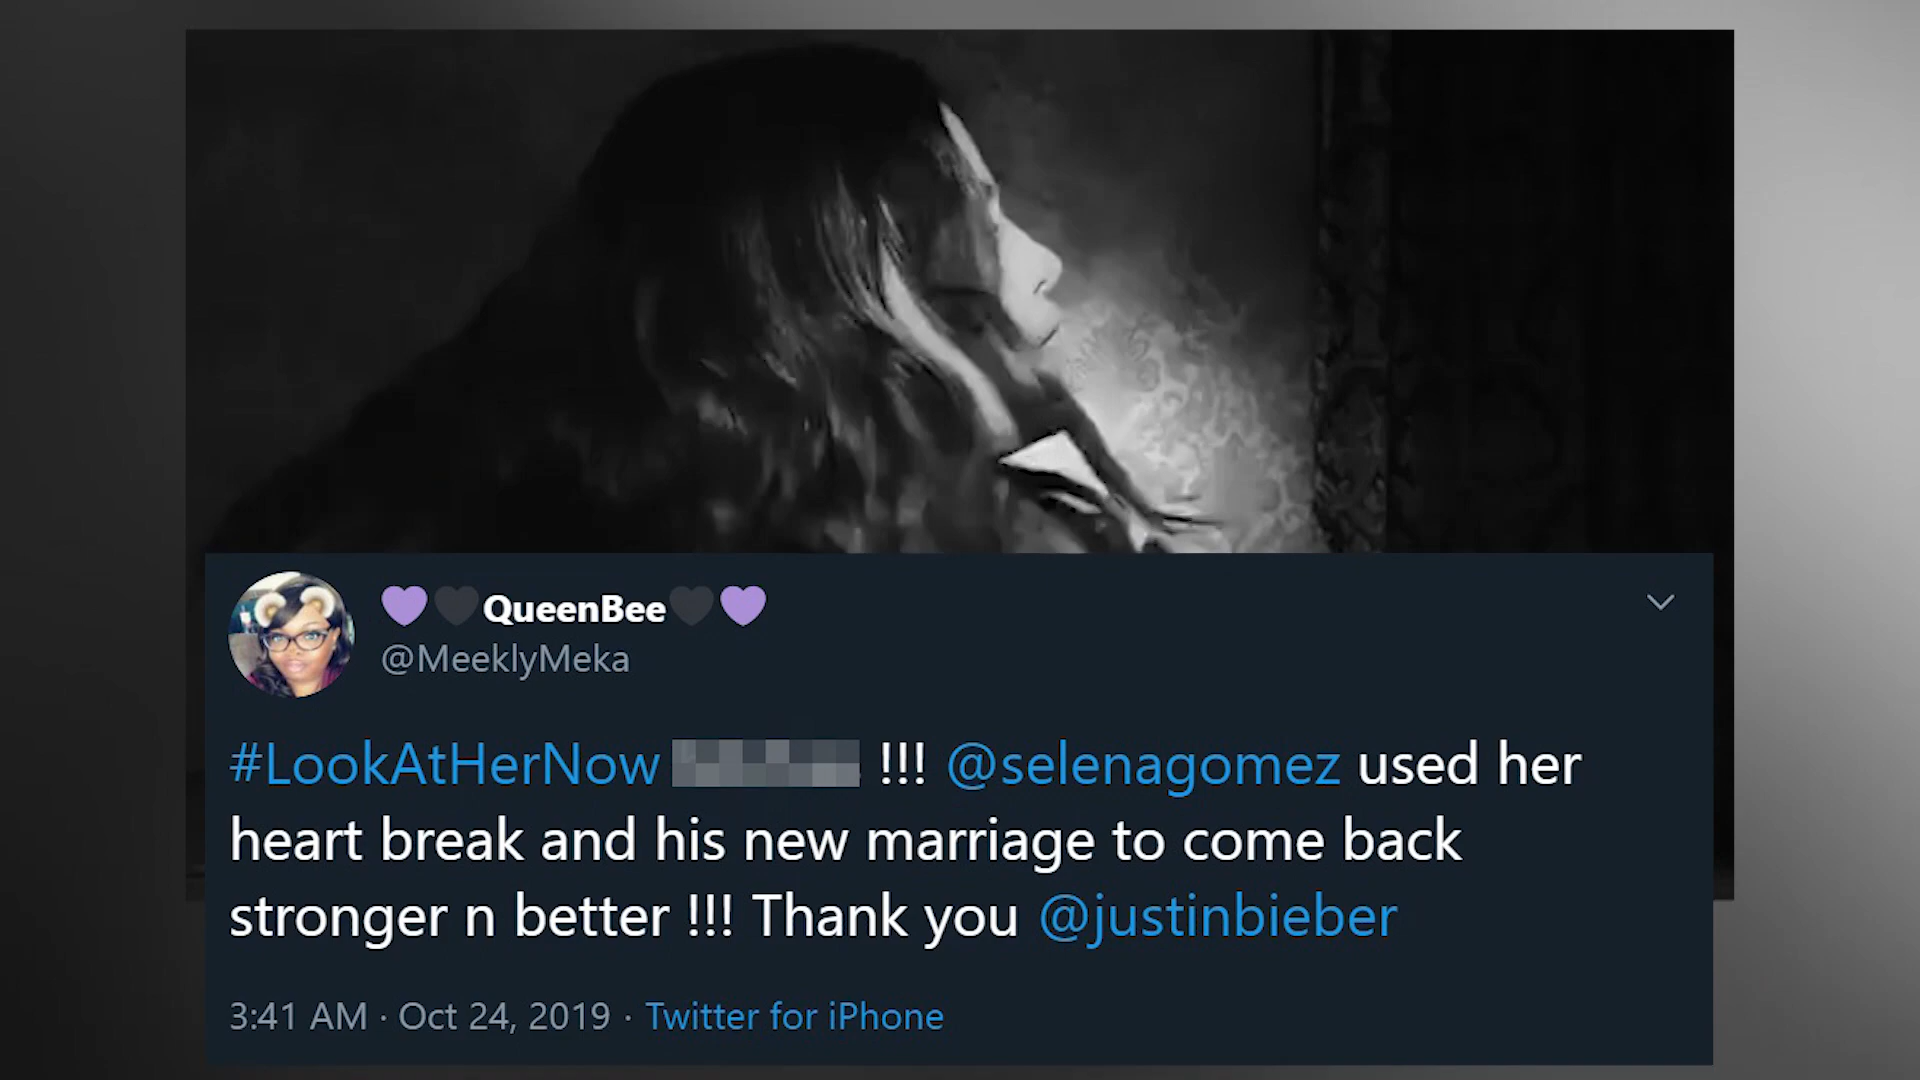 💜🖤QueenBee🖤💜
@MeeklyMeka
#LookAtHerNow !!! @selenagomez used her
heart break and his new marriage to come back
stronger n better !!! Thank you @justinbieber
3:41 AM · Oct 24, 2019 · Twitter for iPhone